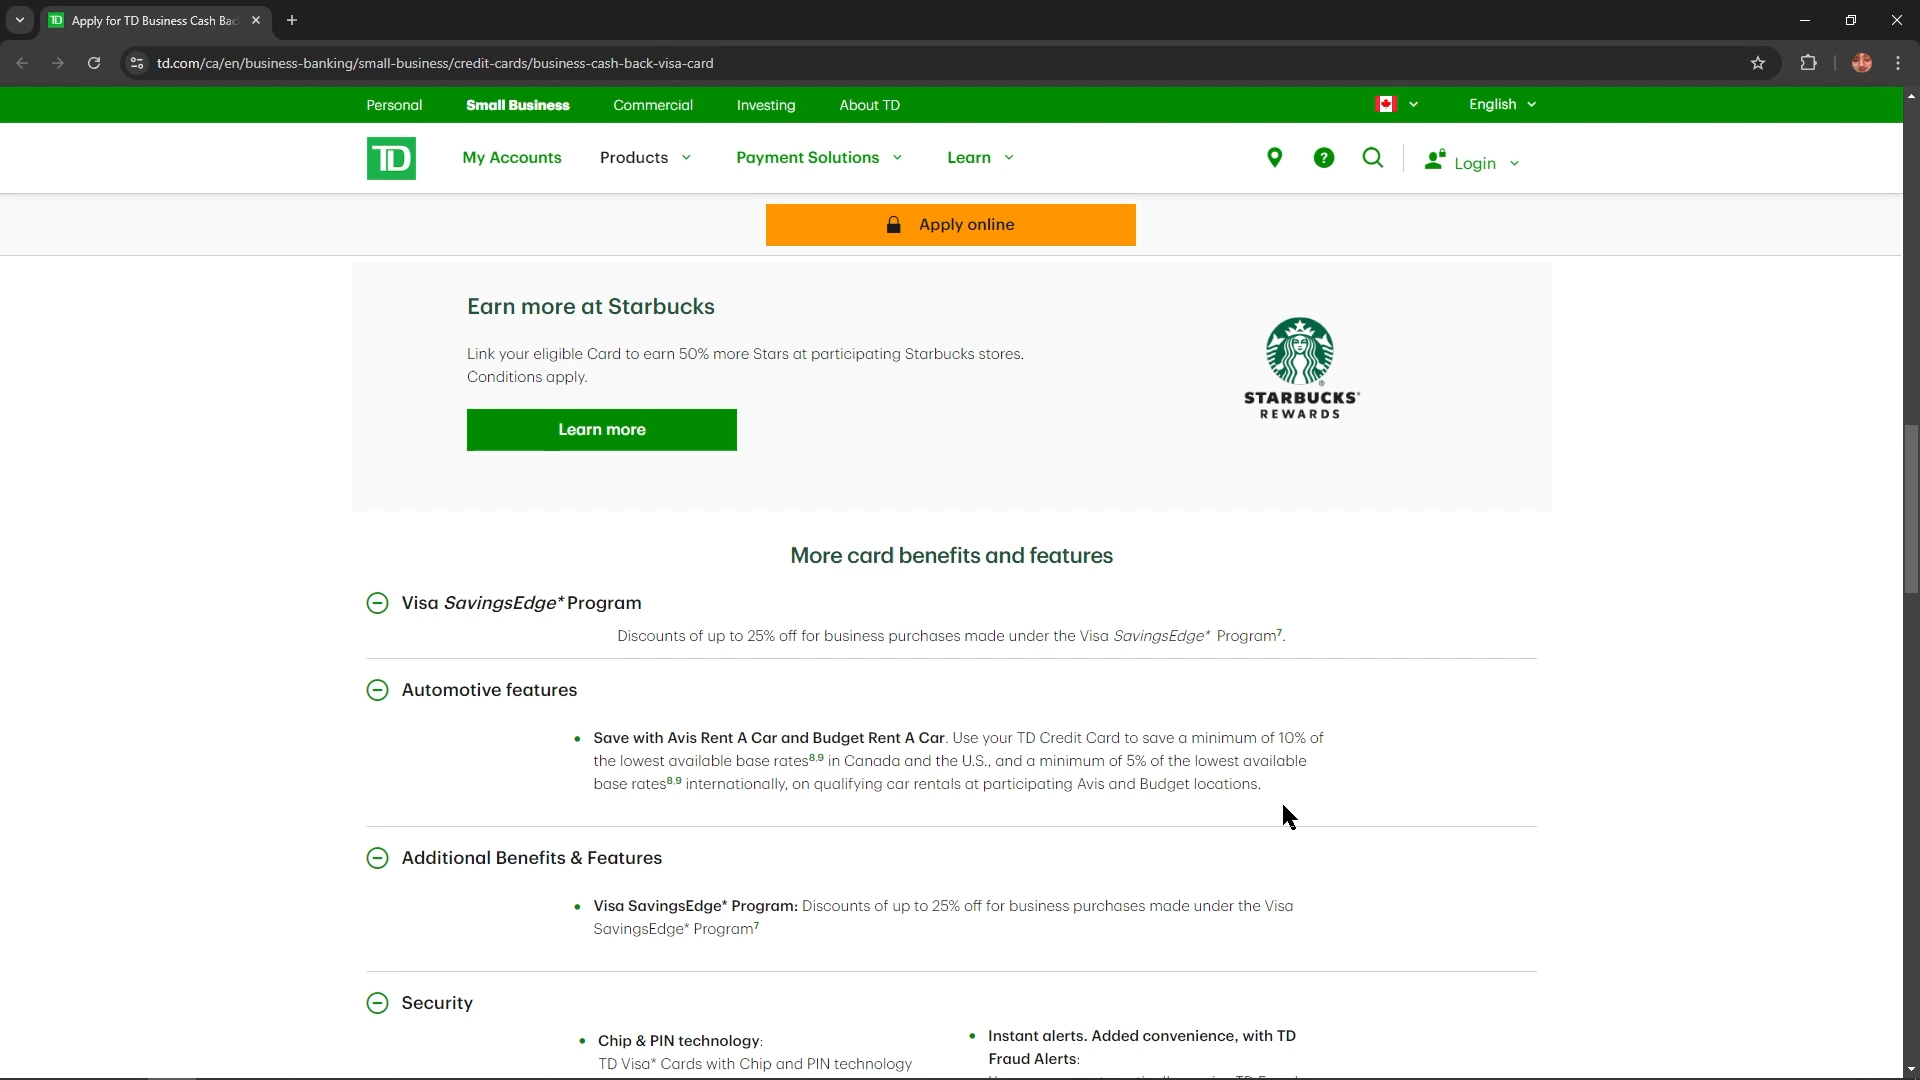 Apply for TD Business Cash Bac
td.com/ca/en/business-banking/small-business/credit-cards/business-cash-back-visa-card
Personal Small Business Commercial Investing About TD English
TD My Accounts Products Payment Solutions Learn ? Login
Apply online
Earn more at Starbucks
Link your eligible Card to earn 50% more Stars at participating Starbucks stores.
Conditions apply.
STARBUCKS®
REWARDS
Learn more
More card benefits and features
Visa SavingsEdge* Program
Discounts of up to 25% off for business purchases made under the Visa SavingsEdge* Program⁷.
Automotive features
• Save with Avis Rent A Car and Budget Rent A Car. Use your TD Credit Card to save a minimum of 10% of
the lowest available base rates⁸,⁹ in Canada and the U.S., and a minimum of 5% of the lowest available
base rates⁸,⁹ internationally, on qualifying car rentals at participating Avis and Budget locations.
Additional Benefits & Features
• Visa SavingsEdge* Program: Discounts of up to 25% off for business purchases made under the Visa
SavingsEdge* Program⁷
Security
• Chip & PIN technology:
TD Visa* Cards with Chip and PIN technology
• Instant alerts. Added convenience, with TD
Fraud Alerts: